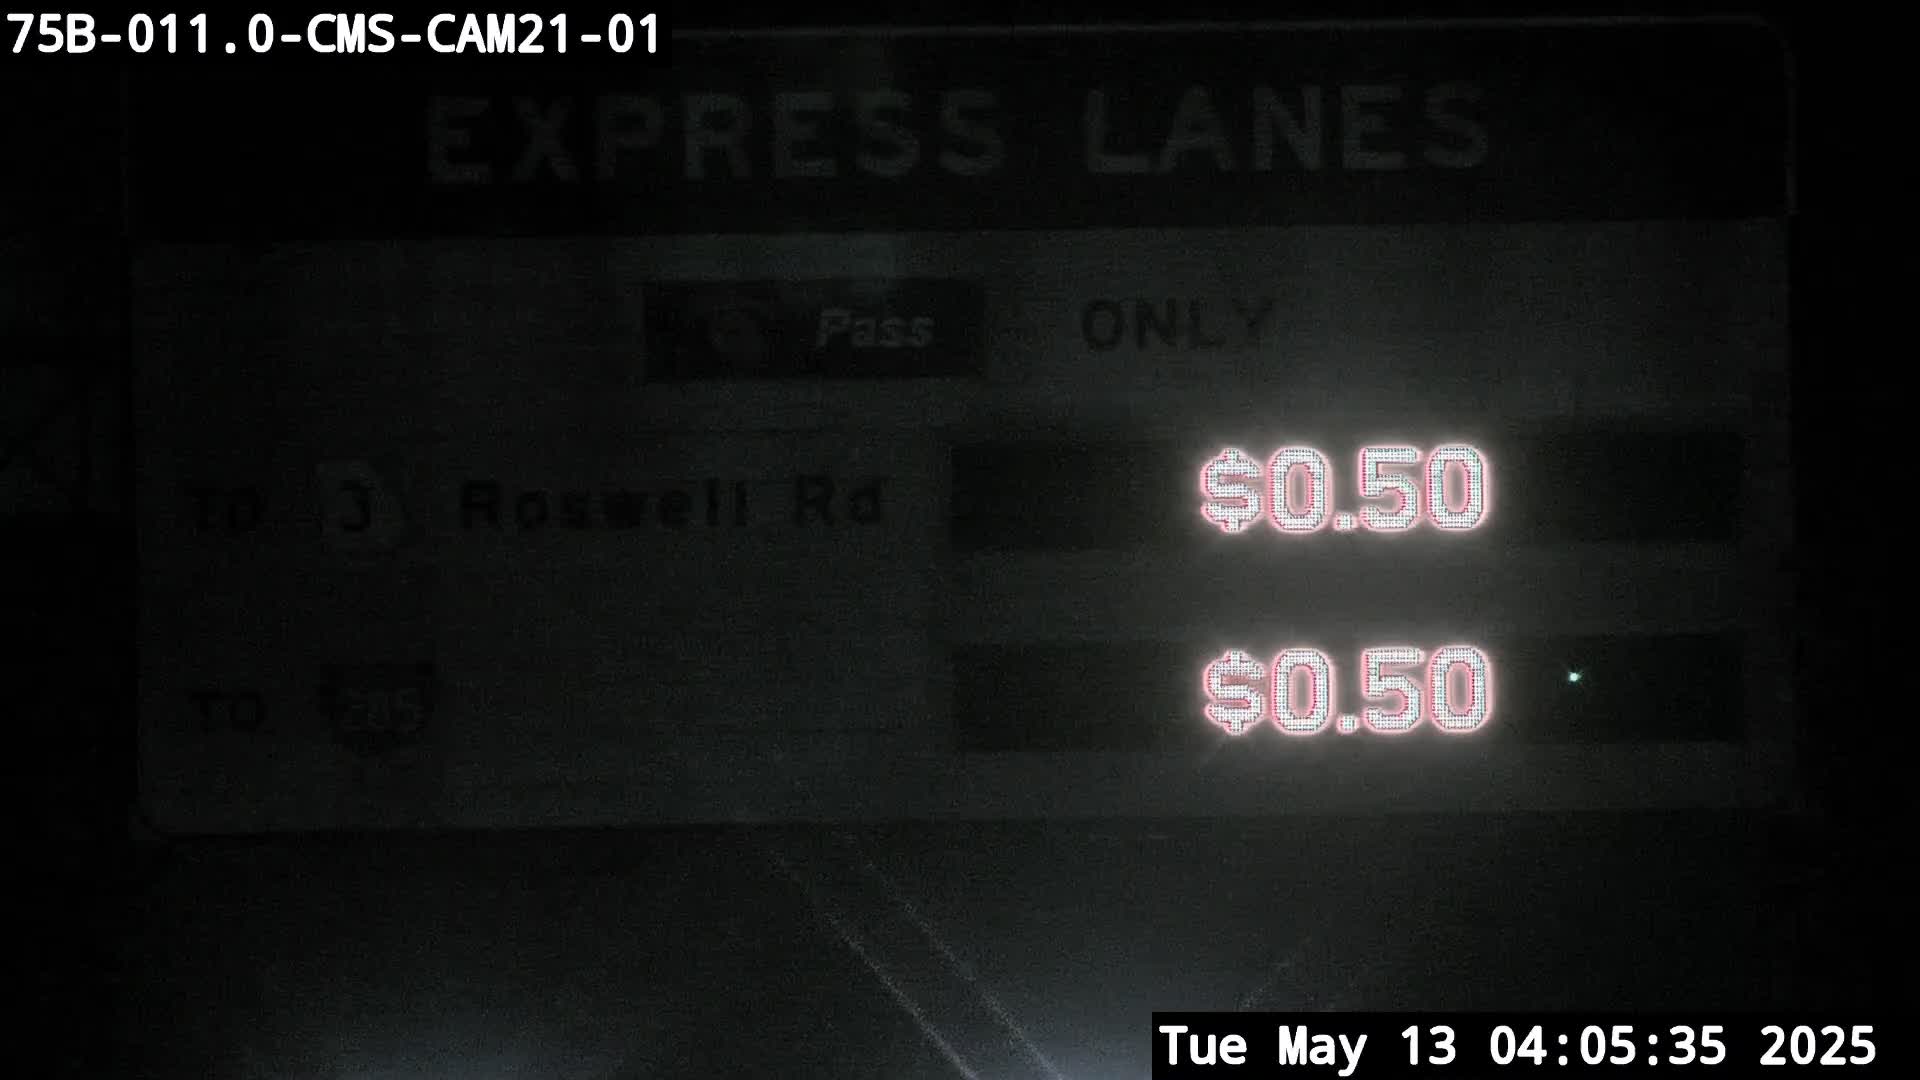 75B-011.0-CMS-CAM21-01
EXPRESS LANES
Pass ONLY
TO 3 Roswell Rd $0.50
TO 285 $0.50
Tue May 13 04:05:35 2025